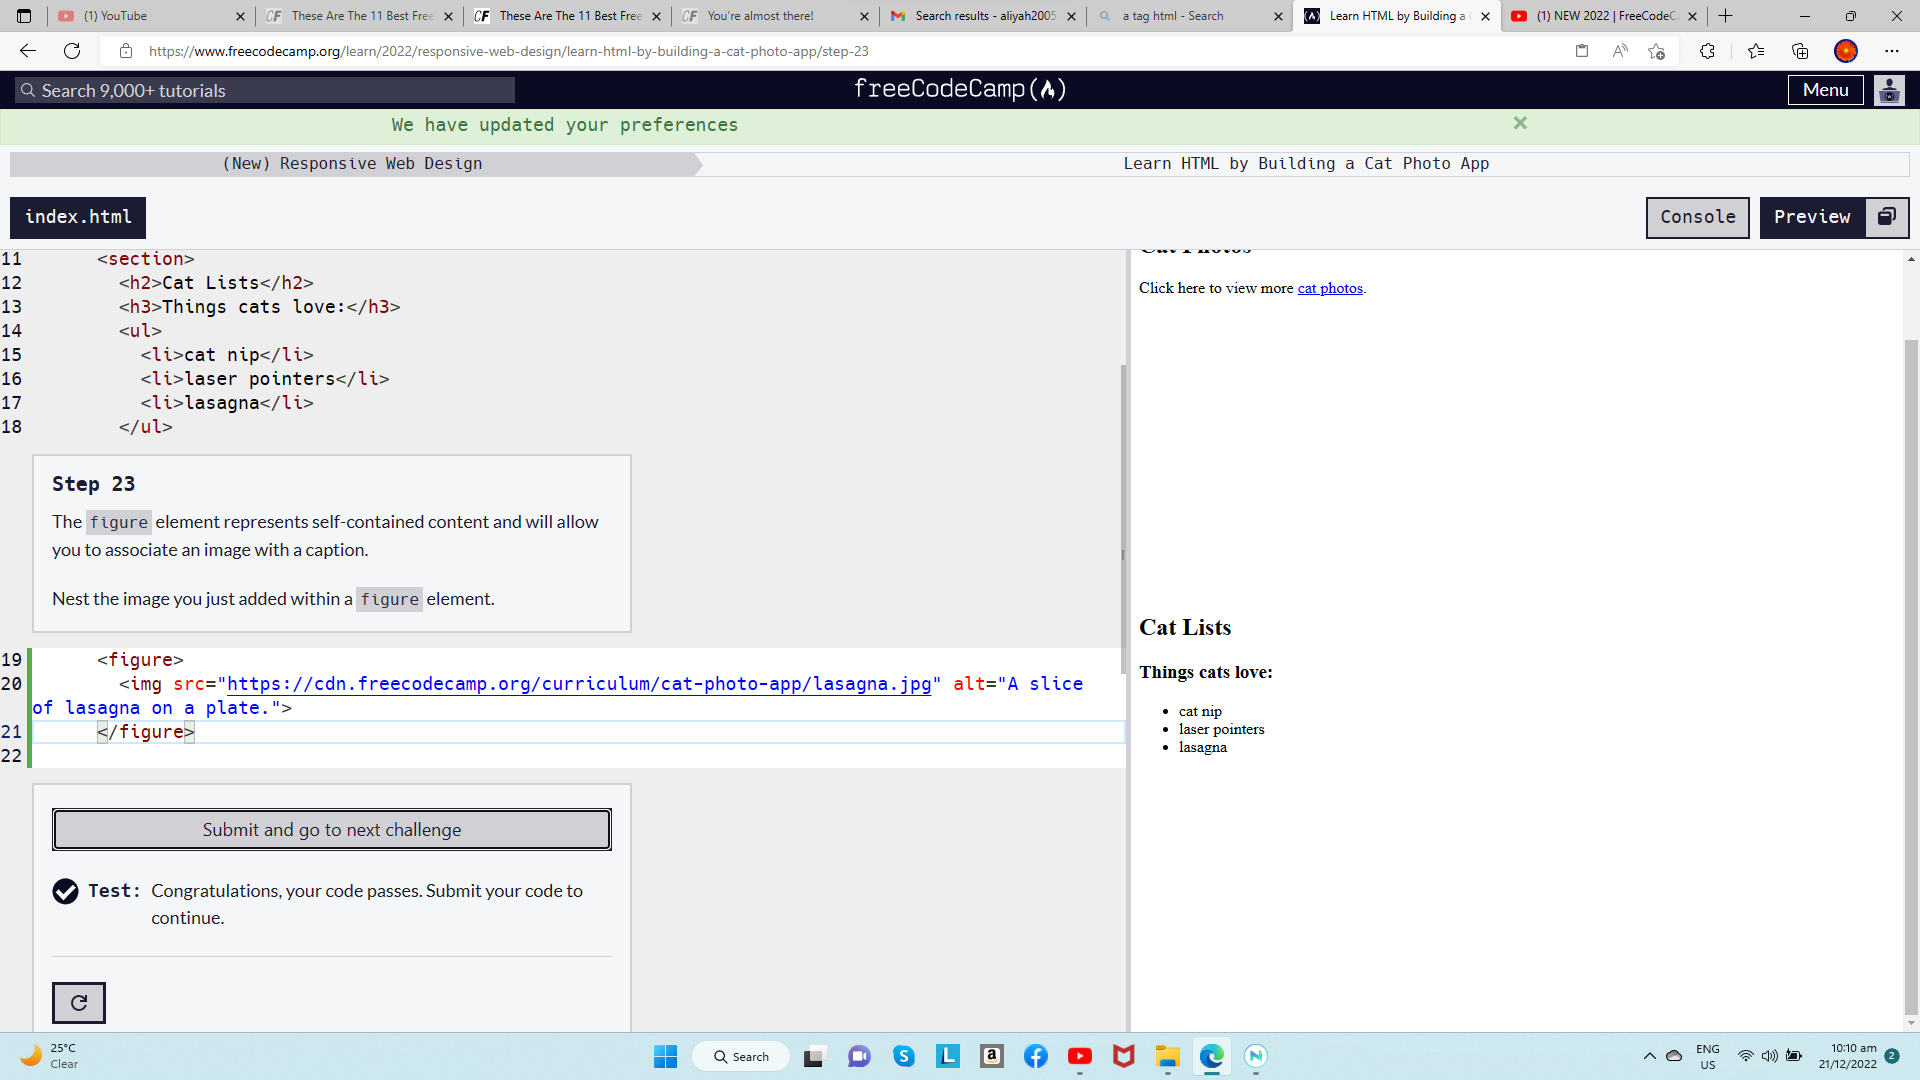 (1) YouTube
These Are The 11 Best Free
These Are The 11 Best Free
You're almost there!
Search results - aliyah2005
a tag html - Search
Learn HTML by Building a
(1) NEW 2022 | FreeCodeC
https://www.freecodecamp.org/learn/2022/responsive-web-design/learn-html-by-building-a-cat-photo-app/step-23
Search 9,000+ tutorials
freeCodeCamp
Menu
We have updated your preferences
(New) Responsive Web Design
Learn HTML by Building a Cat Photo App
index.html
Console
Preview
11 <section>
12 <h2>Cat Lists</h2>
13 <h3>Things cats love:</h3>
14 <ul>
15 <li>cat nip</li>
16 <li>laser pointers</li>
17 <li>lasagna</li>
18 </ul>
Step 23
The figure element represents self-contained content and will allow
you to associate an image with a caption.
Nest the image you just added within a figure element.
19 <figure>
20 <img src="https://cdn.freecodecamp.org/curriculum/cat-photo-app/lasagna.jpg" alt="A slice
of lasagna on a plate.">
21 </figure>
22
Submit and go to next challenge
Test: Congratulations, your code passes. Submit your code to
continue.
Cat Photos
Click here to view more cat photos.
Cat Lists
Things cats love:
• cat nip
• laser pointers
• lasagna
25°C
Clear
Search
ENG
US
10:10 am
21/12/2022
2